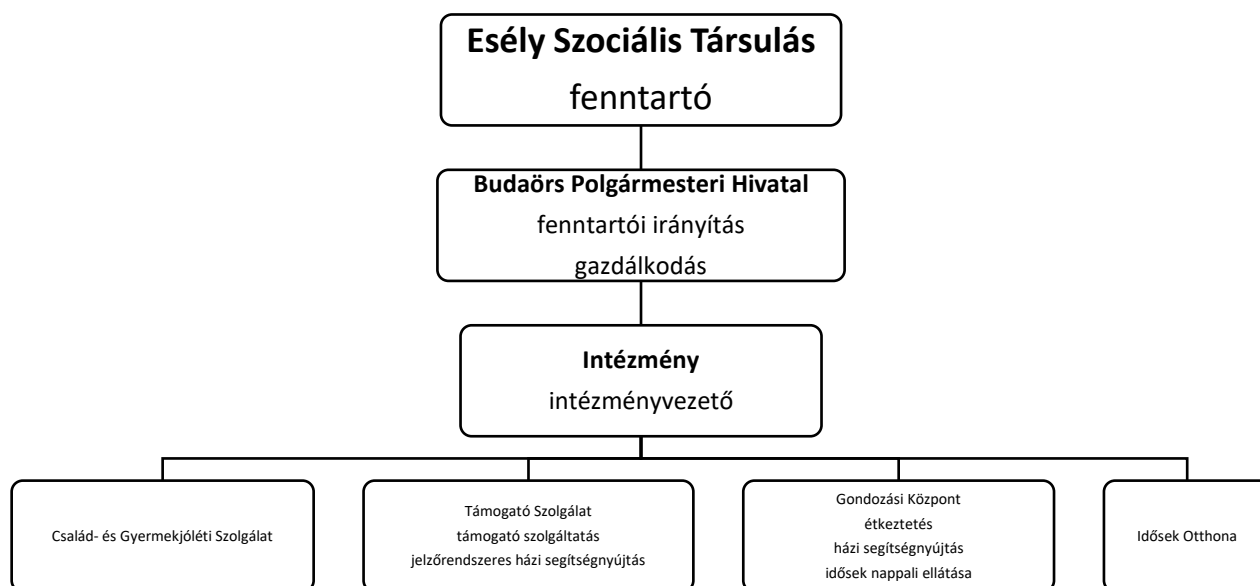 Esély Szociális Társulás
fenntartó
Budaörs Polgármesteri Hivatal
fenntartói irányítás
gazdálkodás
Intézmény
intézményvezető
Család- és Gyermekjóléti Szolgálat
Támogató Szolgálat
támogató szolgáltatás
jelzőrendszeres házi segítségnyújtás
Gondozási Központ
étkeztetés
házi segítségnyújtás
idősek nappali ellátása
Idősek Otthona